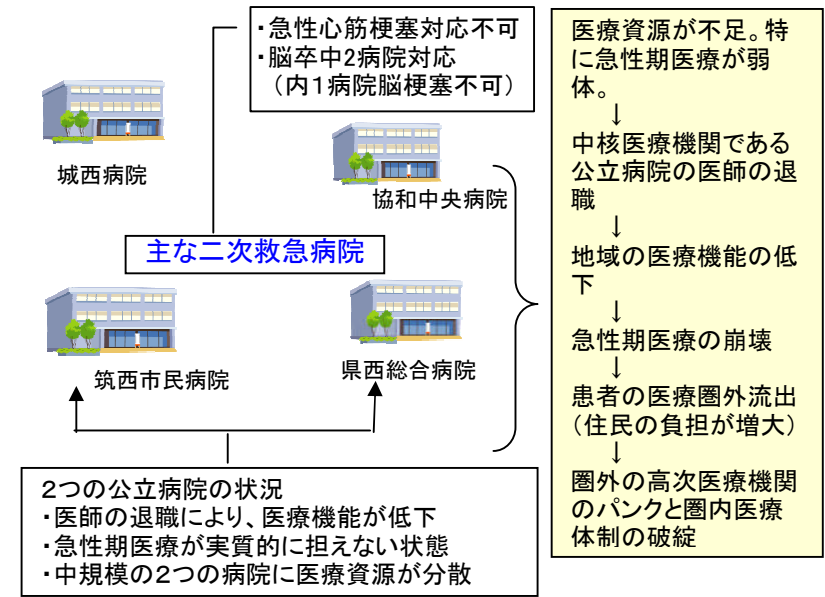 ・急性心筋梗塞対応不可
・脳卒中2病院対応
（内１病院脳梗塞不可）
城西病院
協和中央病院
主な二次救急病院
筑西市民病院
県西総合病院
２つの公立病院の状況
・医師の退職により、医療機能が低下
・急性期医療が実質的に担えない状態
・中規模の２つの病院に医療資源が分散
医療資源が不足。特
に急性期医療が弱
体。
↓
中核医療機関である
公立病院の医師の退
職
↓
地域の医療機能の低
下
↓
急性期医療の崩壊
↓
患者の医療圏外流出
（住民の負担が増大）
↓
圏外の高次医療機関
のパンクと圏内医療
体制の破綻